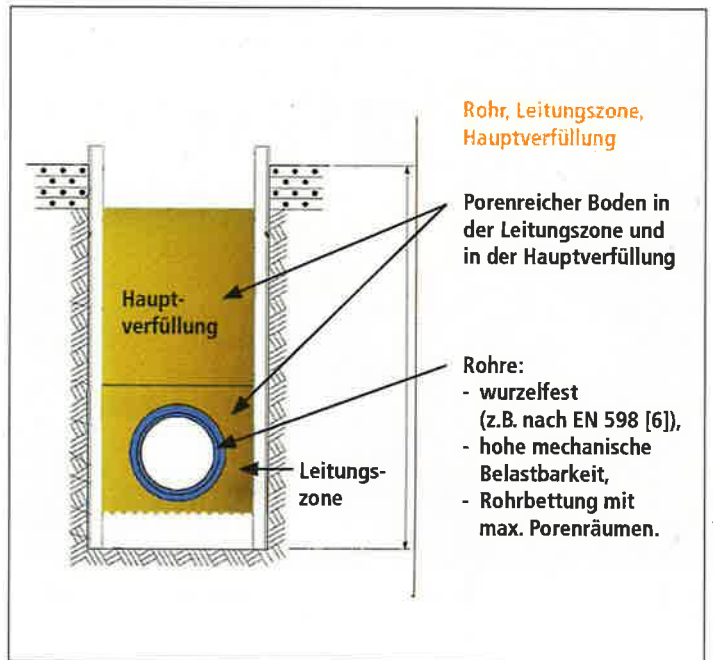 Rohr, Leitungszone,
Hauptverfüllung
Porenreicher Boden in
der Leitungszone und
in der Hauptverfüllung
Haupt-
verfüllung
Rohre:
- wurzelfest
(z.B. nach EN 598 [6]),
- hohe mechanische
Belastbarkeit,
- Rohrbettung mit
max. Porenräumen.
Leitungs-
zone